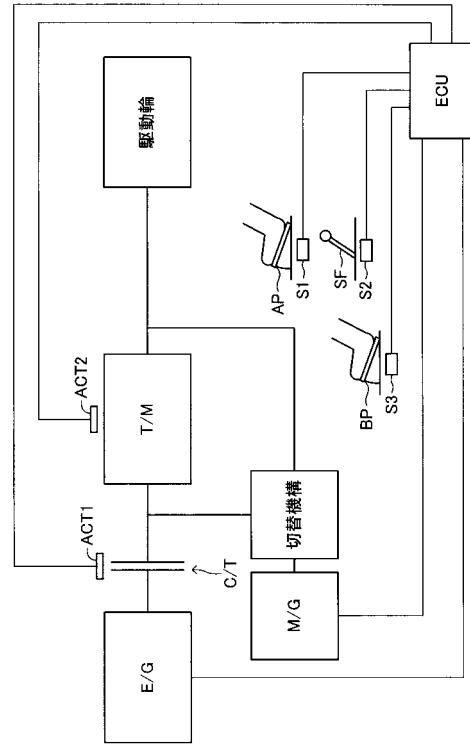 ACT1
ACT2
E/G
C/T
T/M
駆動輪
M/G
切替機構
AP
S1
SF
S2
BP
S3
ECU